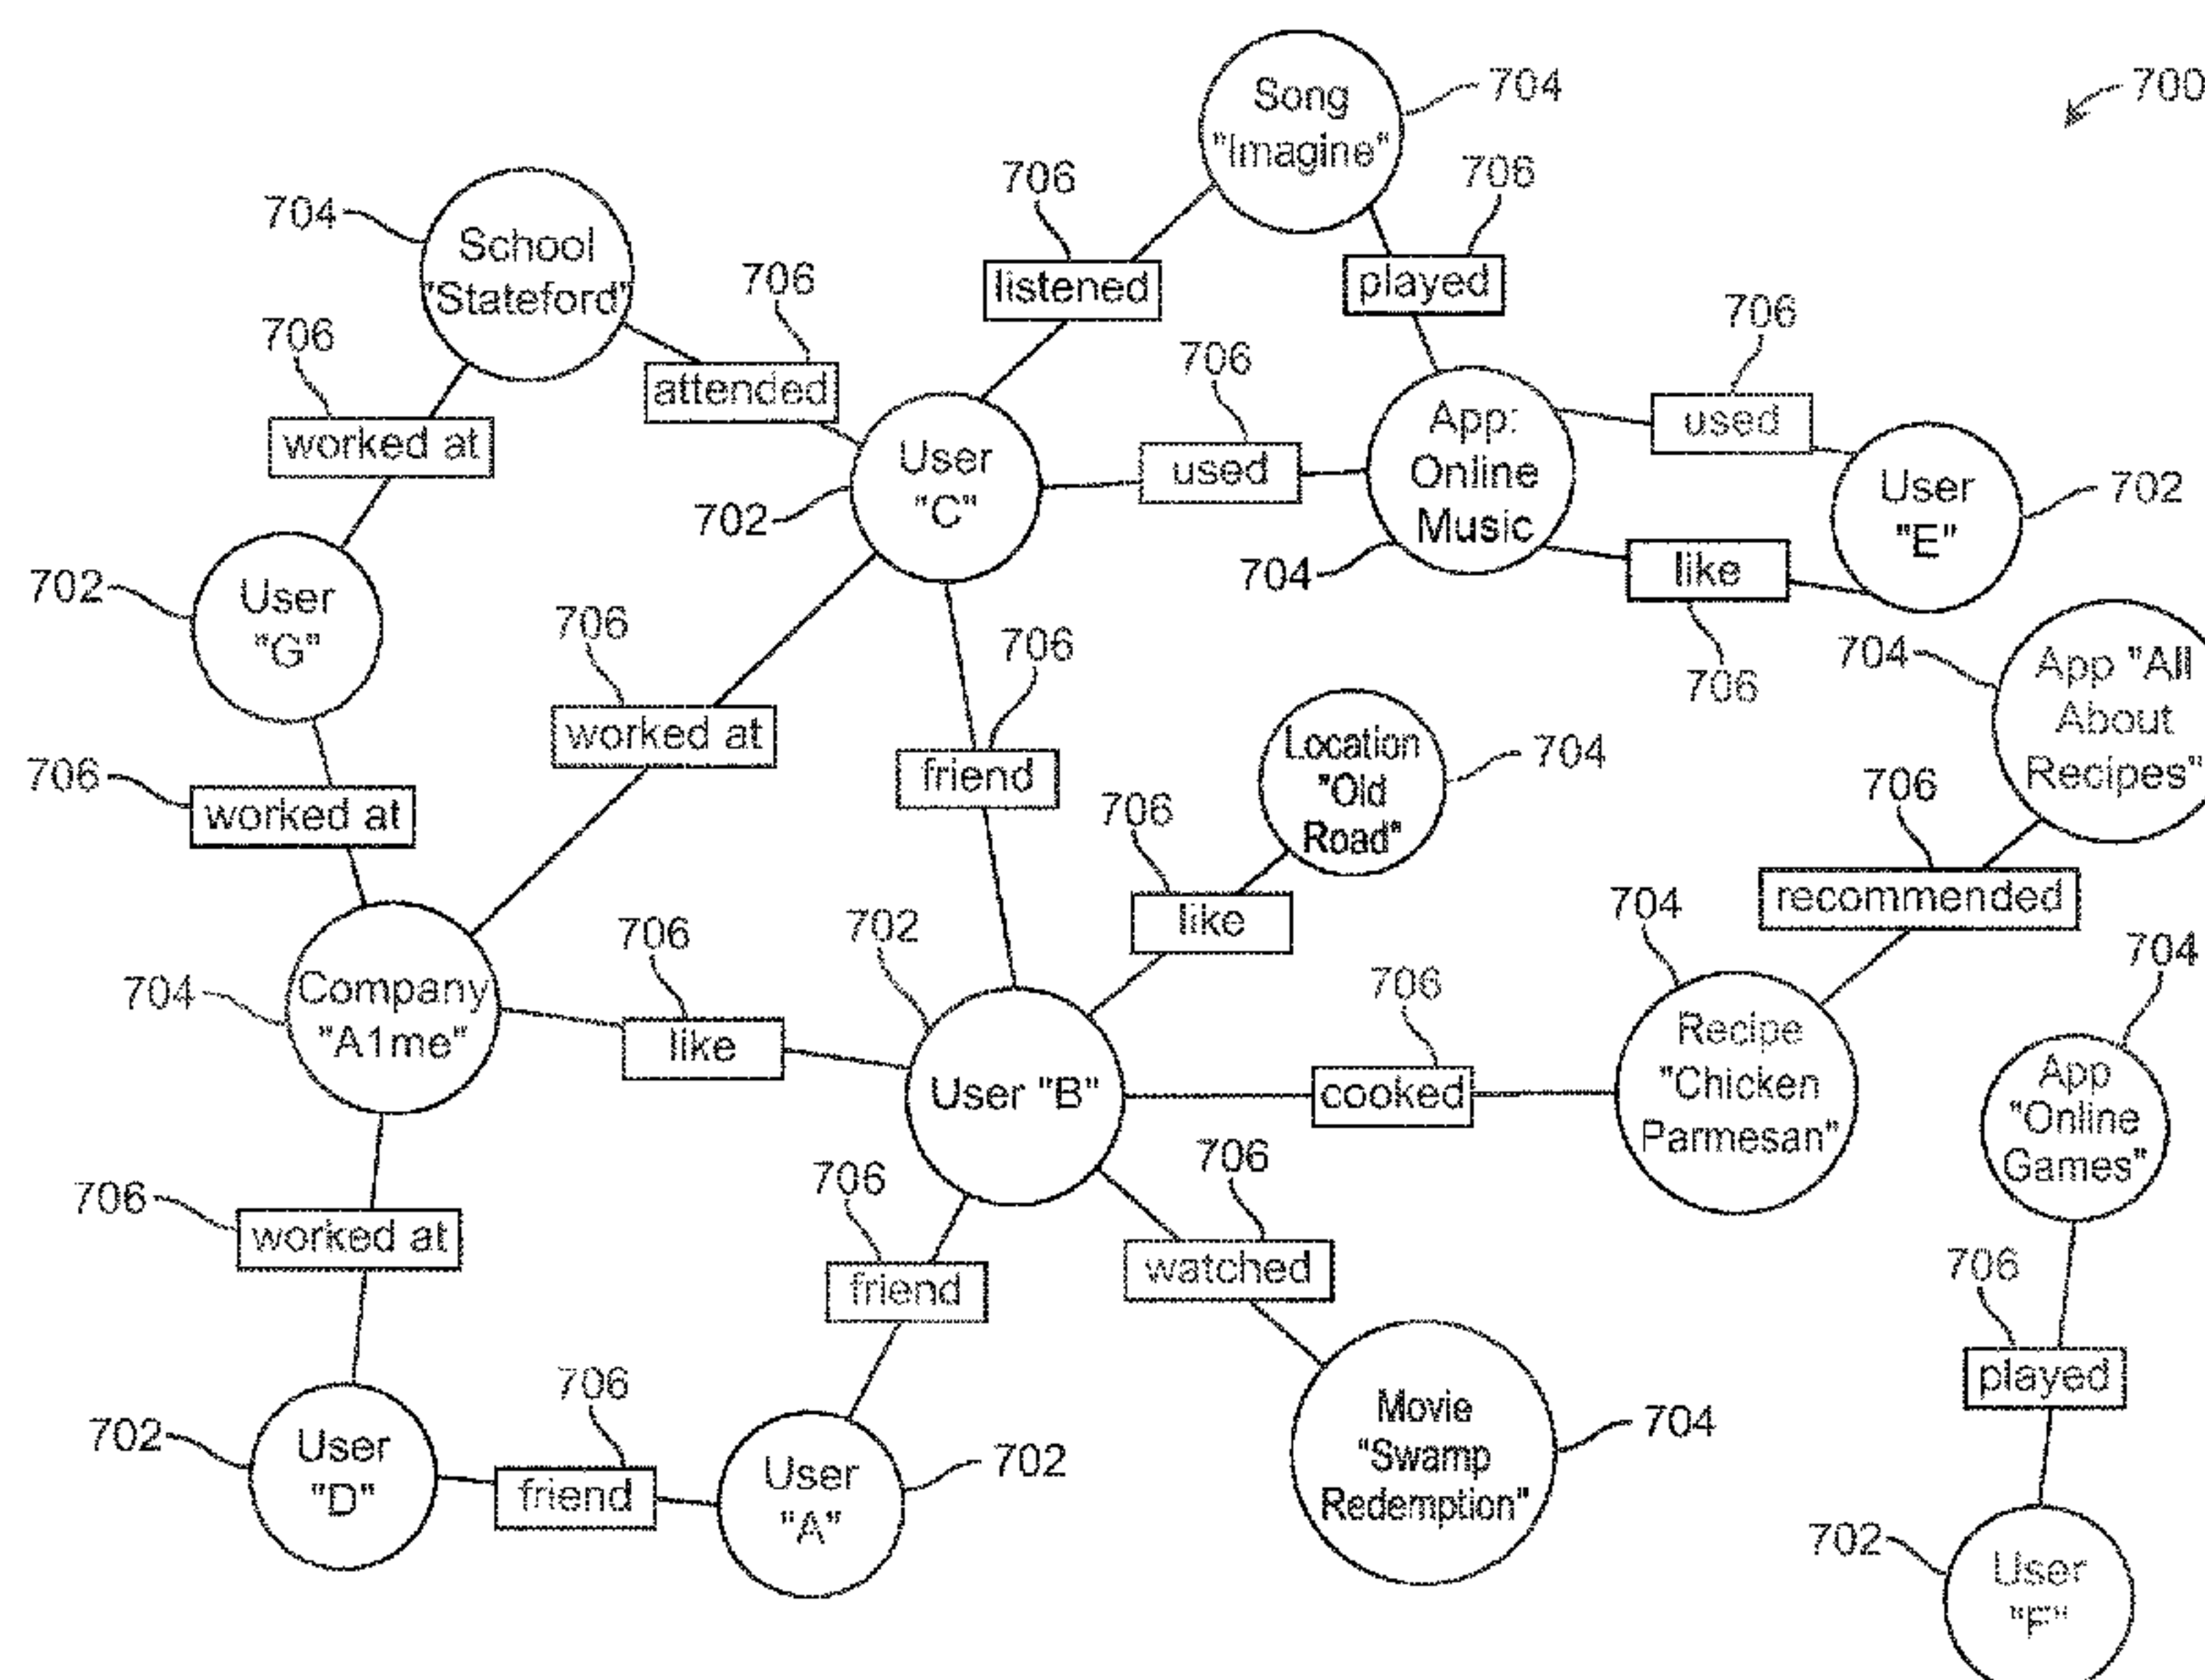 700
Song
"Imagine"
704
706
706
704
School
"Stateford"
706
listened
played
706
706
attended
706
706
worked at
used
User
"C"
702
used
App:
Online
Music
704
User
"E"
702
702
User
"G"
706
like
706
706
704
App "All
About
Recipes"
worked at
friend
Location
"Old
Road"
704
706
worked at
706
706
like
recommended
704
Company
"A1me"
706
702
704
704
like
User "B"
706
cooked
Recipe
"Chicken
Parmesan"
App
"Online
Games"
706
worked at
706
friend
706
watched
706
played
702
User
"D"
706
friend
User
"A"
702
Movie
"Swamp
Redemption"
704
702
User
"F"